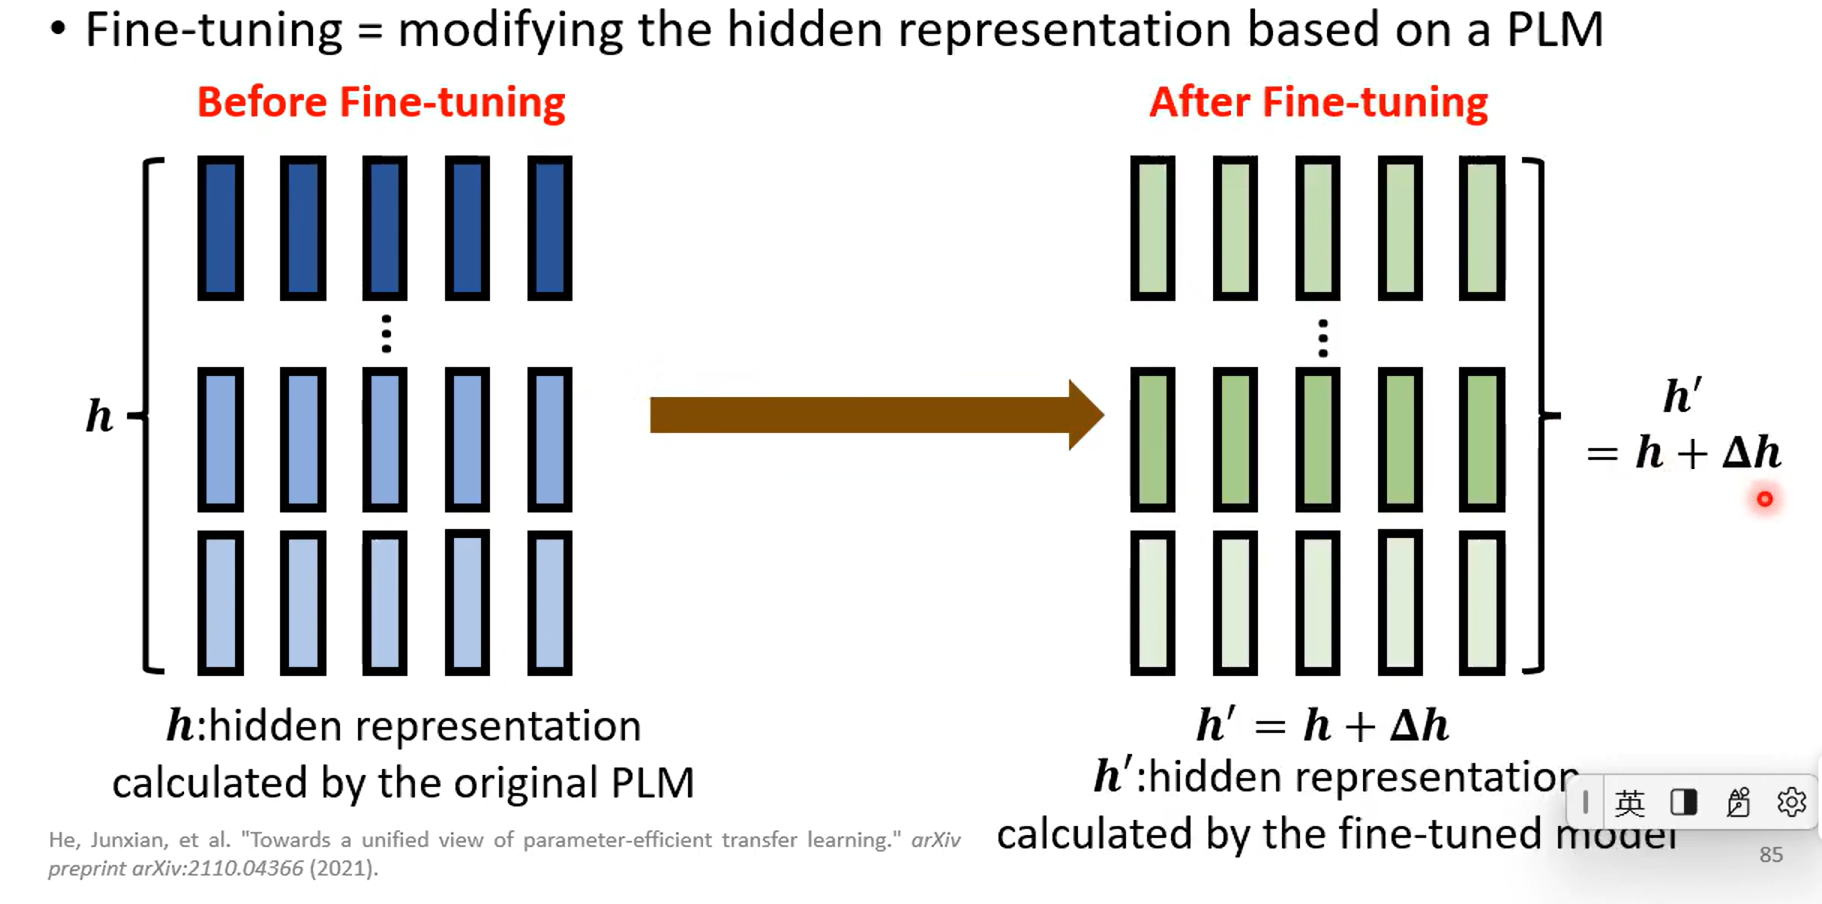 • Fine-tuning = modifying the hidden representation based on a PLM
Before Fine-tuning
After Fine-tuning
h
h′
= h + Δh
h:hidden representation
calculated by the original PLM
h′ = h + Δh
h′:hidden representation
calculated by the fine-tuned model
英
He, Junxian, et al. "Towards a unified view of parameter-efficient transfer learning." arXiv
preprint arXiv:2110.04366 (2021).
85